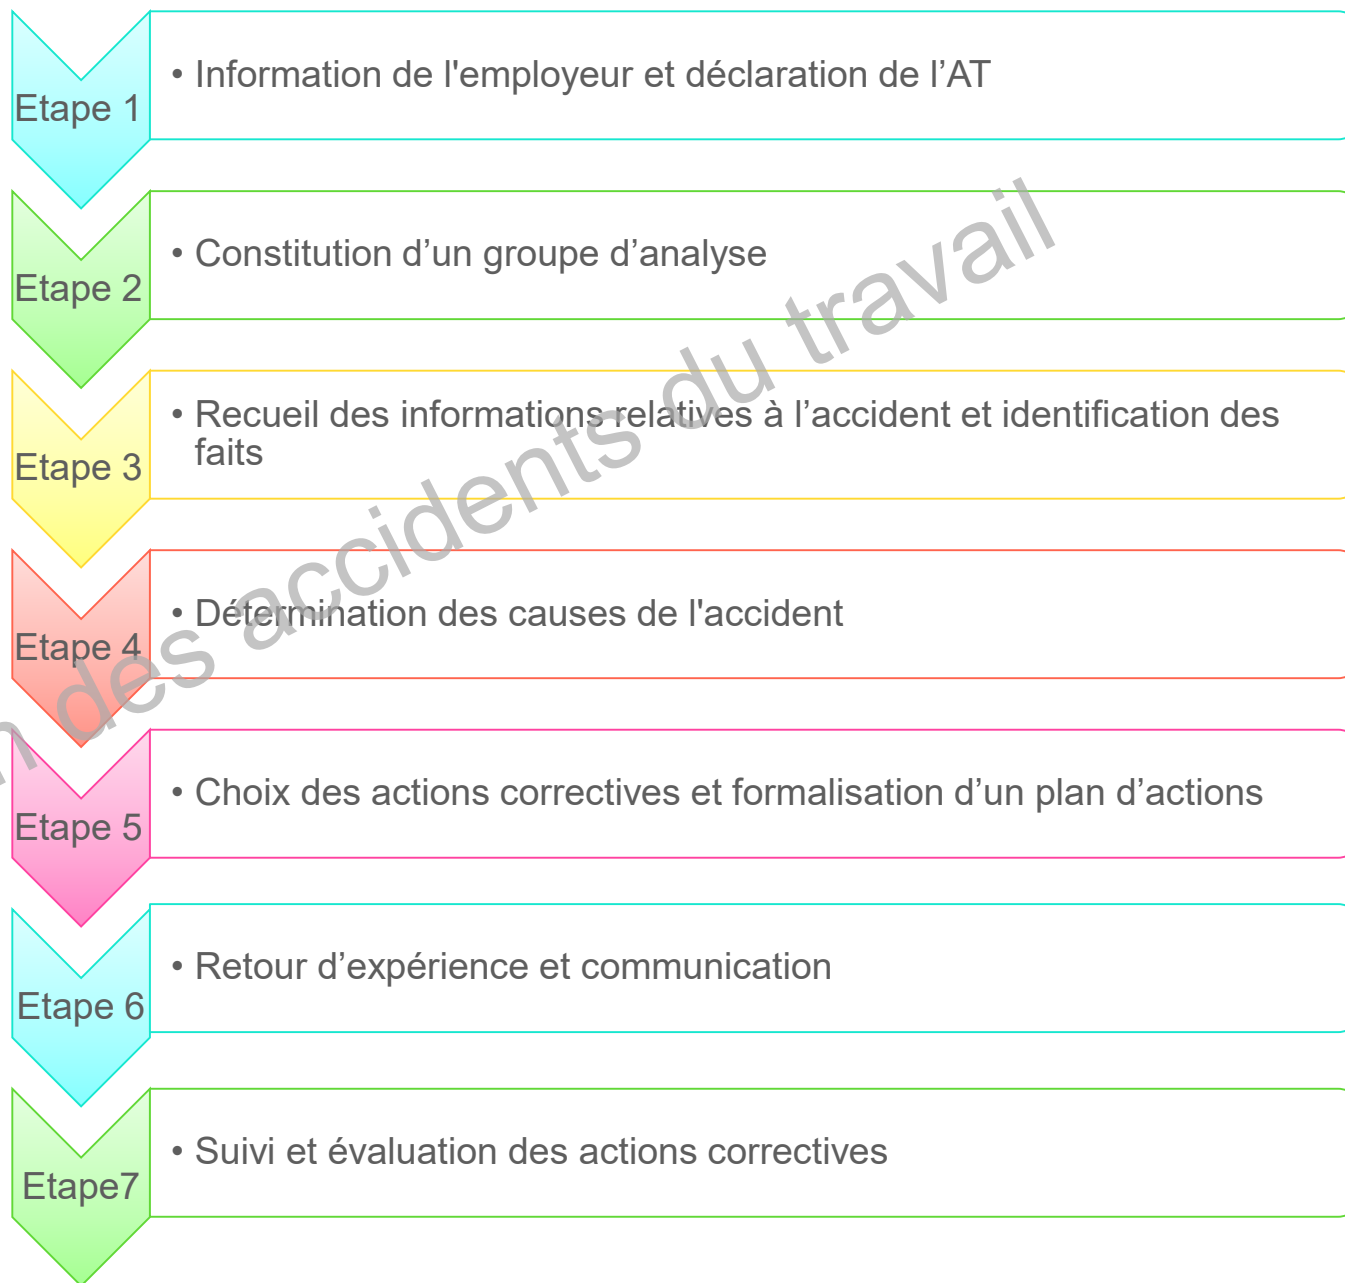 Etape 1
• Information de l'employeur et déclaration de l’AT
Etape 2
• Constitution d’un groupe d’analyse
Etape 3
• Recueil des informations relatives à l’accident et identification des
faits
Etape 4
• Détermination des causes de l'accident
Etape 5
• Choix des actions correctives et formalisation d’un plan d’actions
Etape 6
• Retour d’expérience et communication
Etape7
• Suivi et évaluation des actions correctives
n des accidents du travail